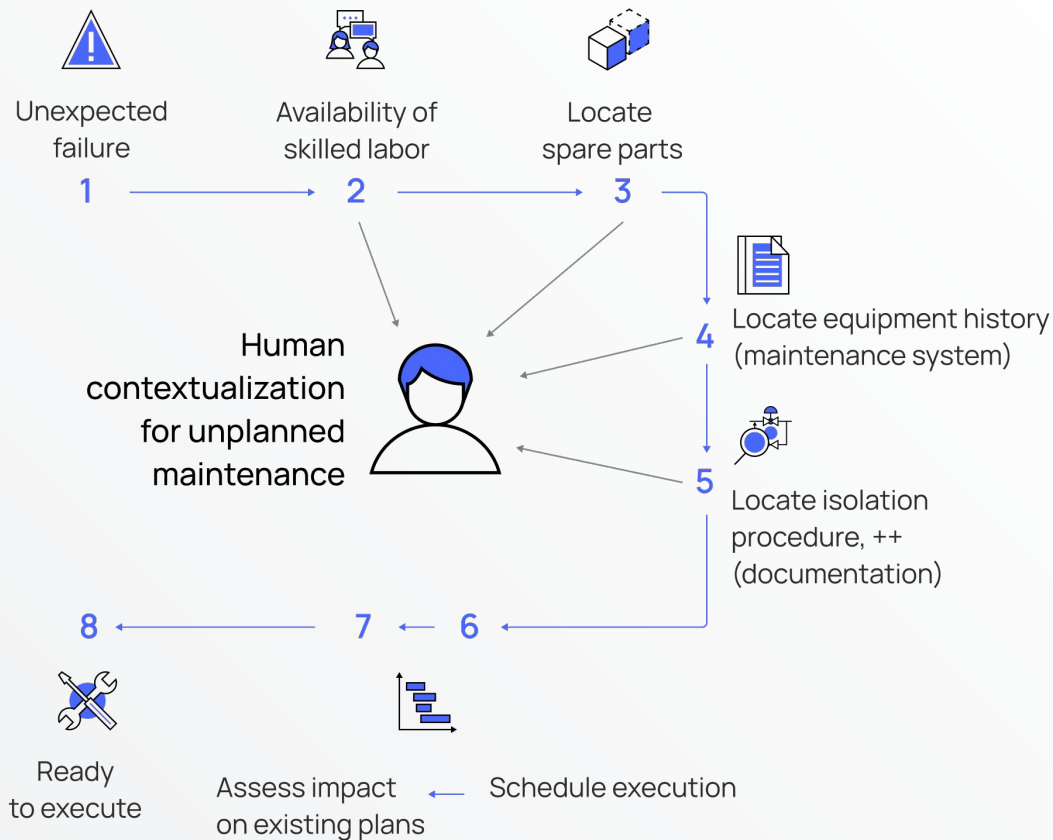 Unexpected
failure
1
Availability of
skilled labor
2
Locate
spare parts
3
4
Locate equipment history
(maintenance system)
Human
contextualization
for unplanned
maintenance
5
Locate isolation
procedure, ++
(documentation)
6
7
8
Schedule execution
Assess impact
on existing plans
Ready
to execute